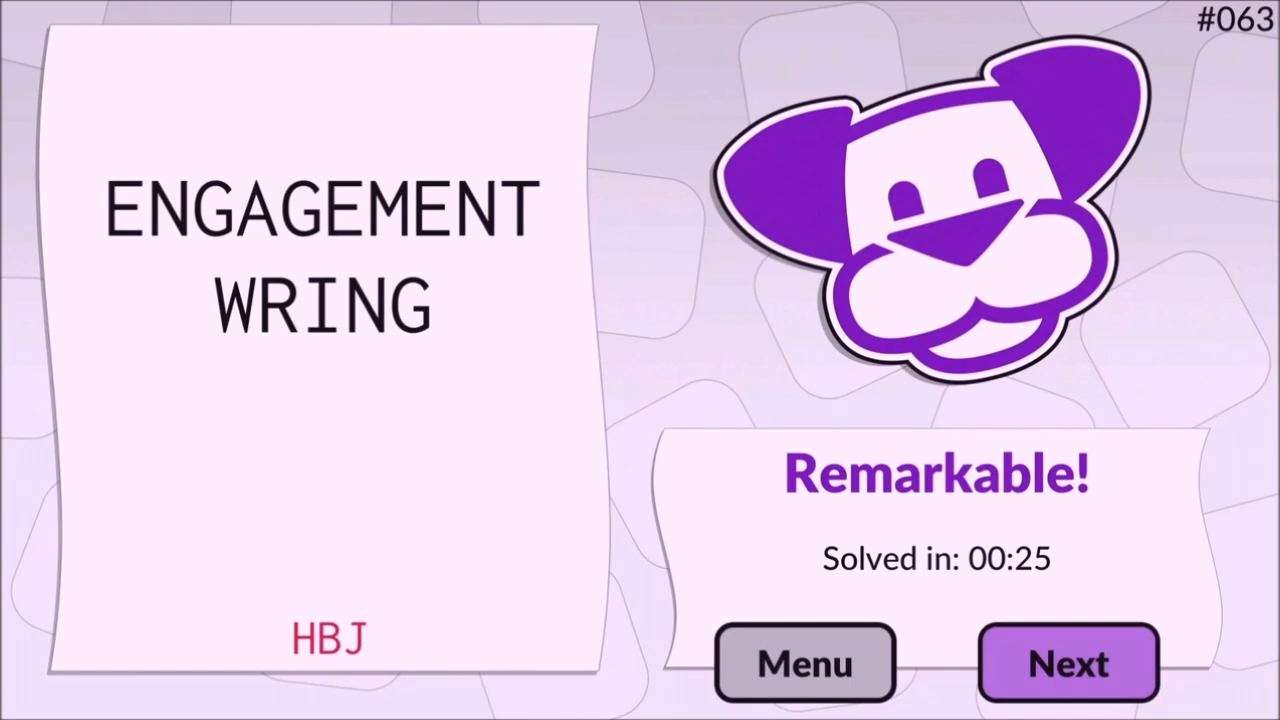 #063
ENGAGEMENT
WRING
HBJ
Remarkable!
Solved in: 00:25
Menu
Next